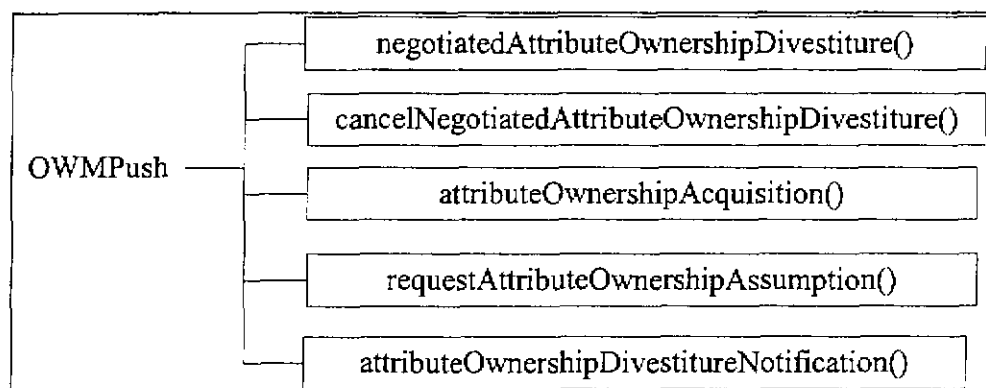 negotiatedAttributeOwnershipDivestiture()
cancelNegotiatedAttributeOwnershipDivestiture()
OWMPush
attributeOwnershipAcquisition()
requestAttributeOwnershipAssumption()
attributeOwnershipDivestitureNotification()